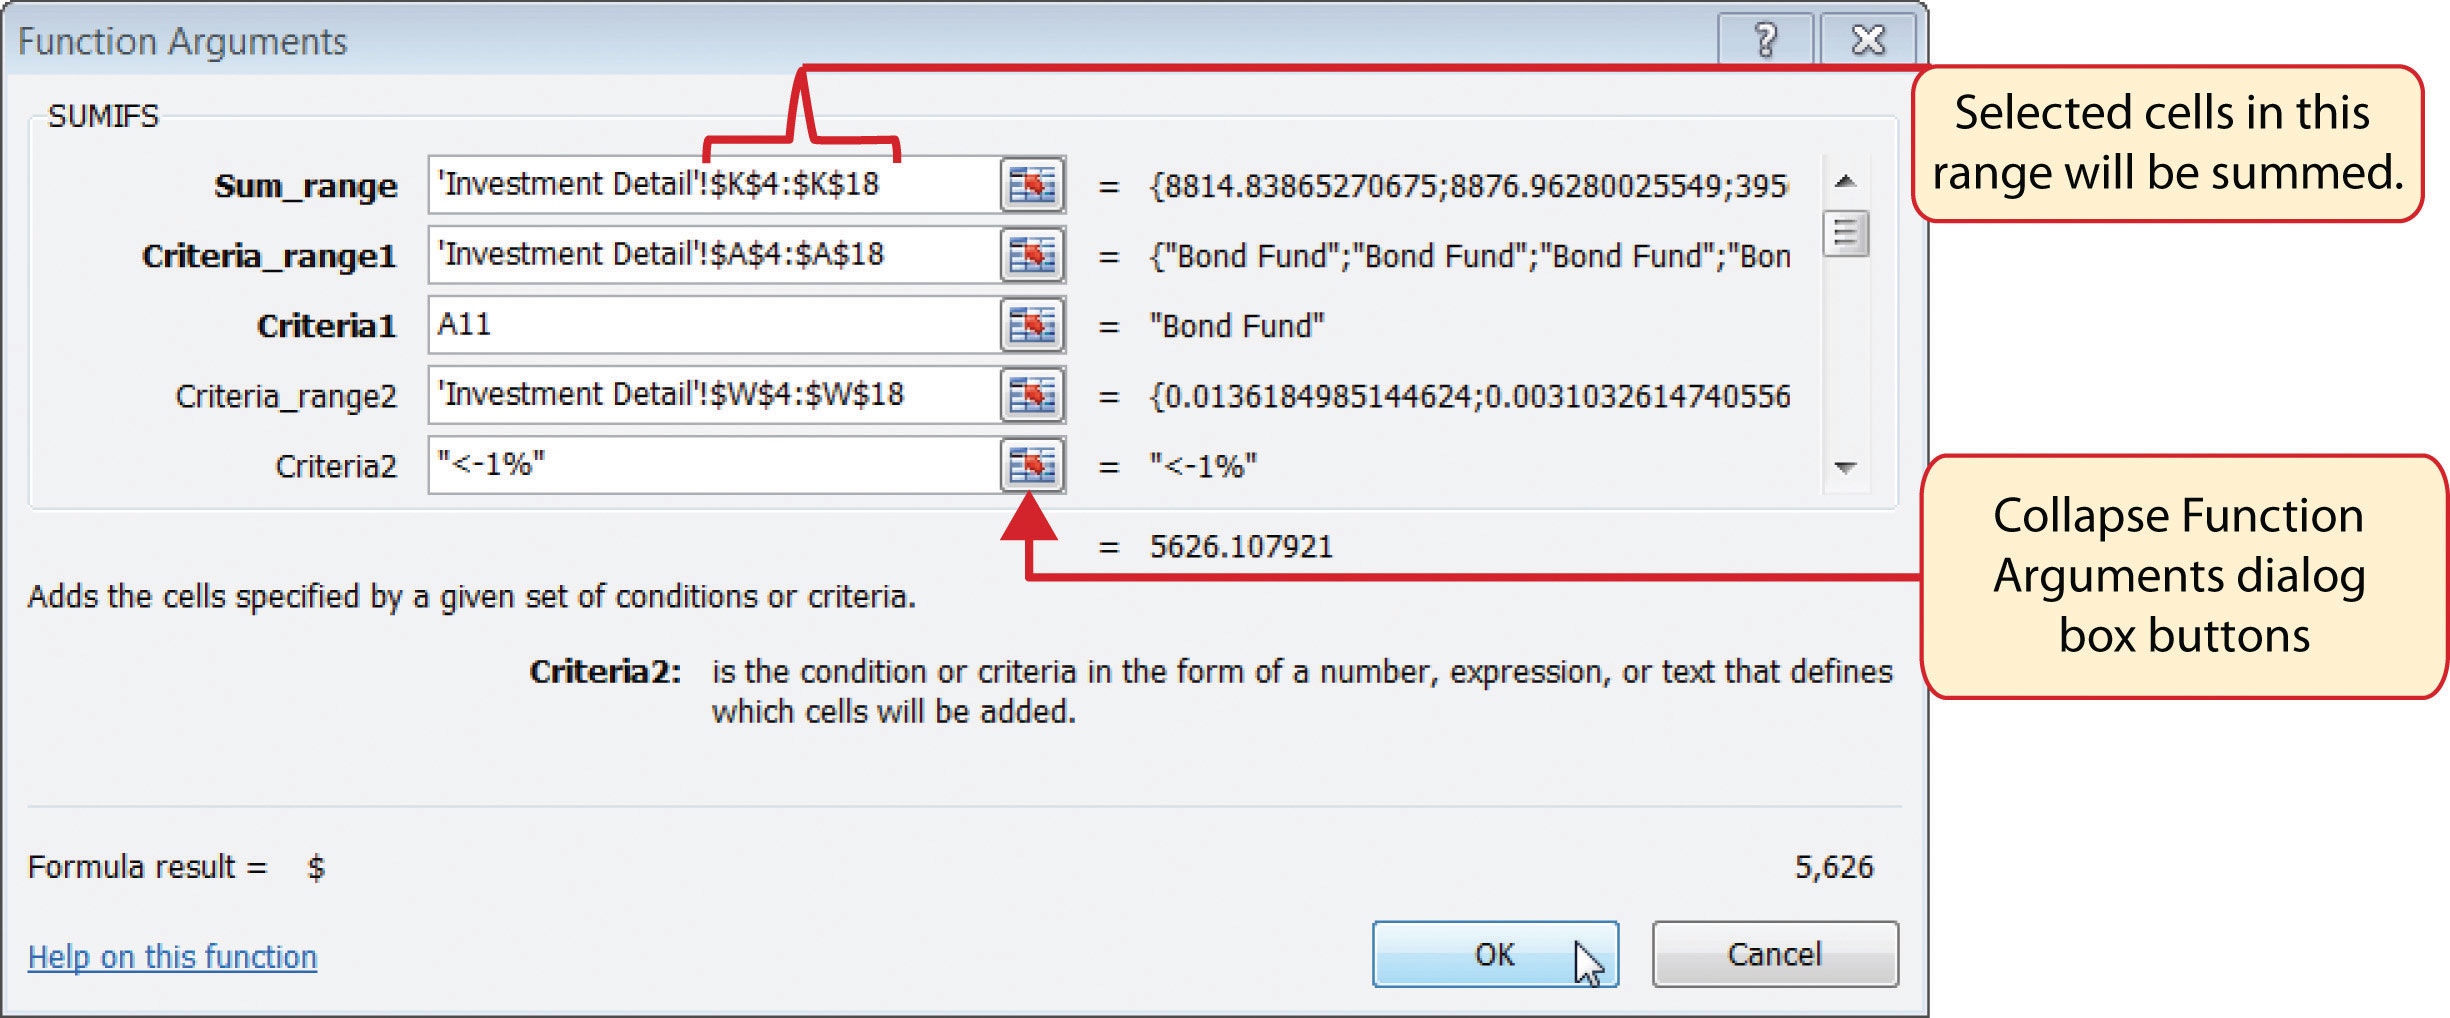 Function Arguments
SUMIFS
Sum_range 'Investment Detail'!$K$4:$K$18 = {8814.83865270675;8876.96280025549;395
Criteria_range1 'Investment Detail'!$A$4:$A$18 = {"Bond Fund";"Bond Fund";"Bond Fund";"Bon
Criteria1 A11 = "Bond Fund"
Criteria_range2 'Investment Detail'!$W$4:$W$18 = {0.0136184985144624;0.0031032614740556
Criteria2 "<-1%" = "<-1%"
= 5626.107921
Adds the cells specified by a given set of conditions or criteria.
Criteria2: is the condition or criteria in the form of a number, expression, or text that defines
which cells will be added.
Formula result = $ 5,626
Help on this function
OK
Cancel
Selected cells in this
range will be summed.
Collapse Function
Arguments dialog
box buttons